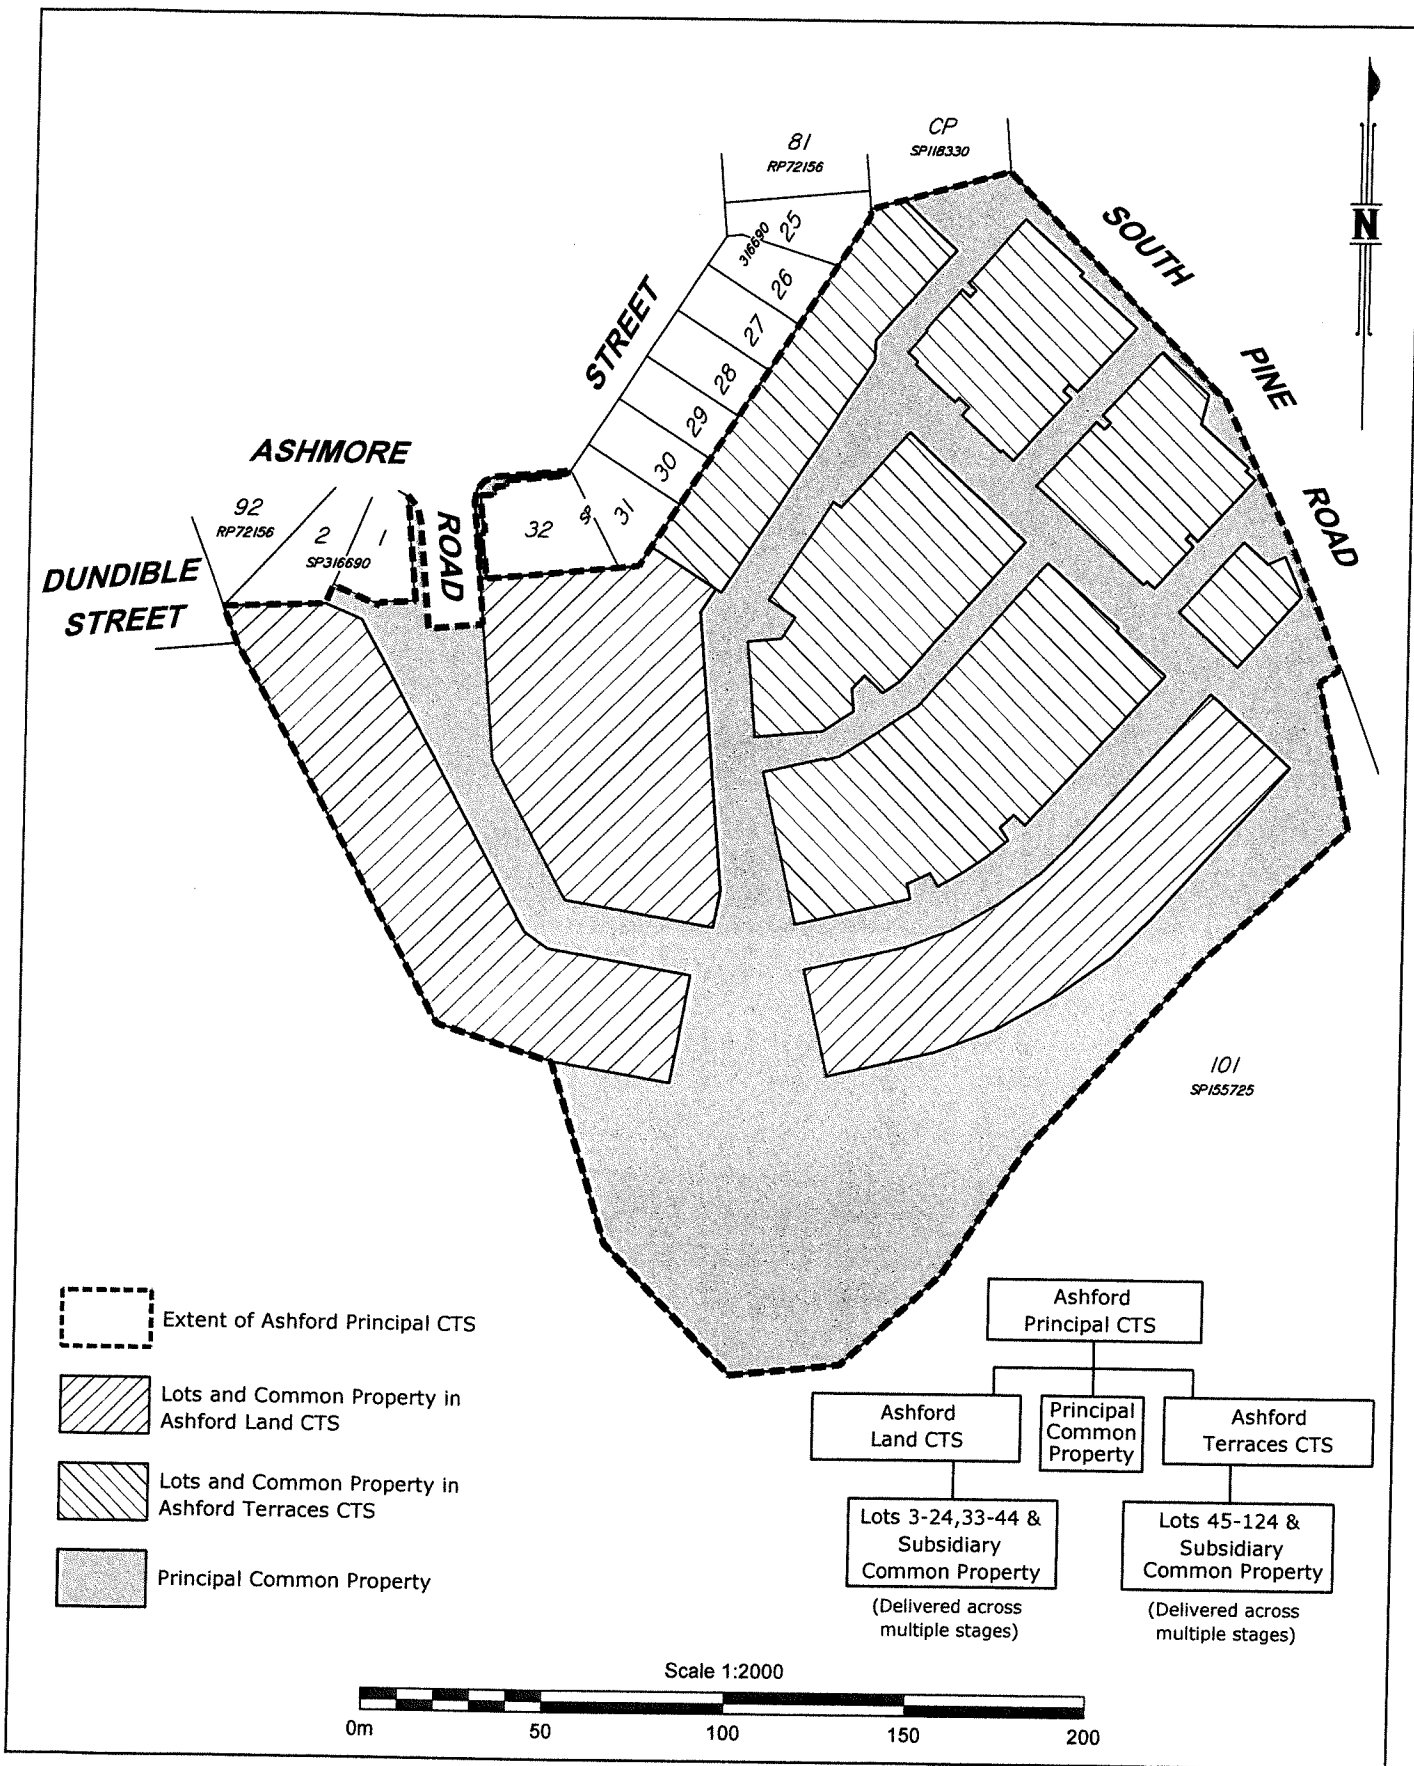 81
RP72156
CP
SP118330
SOUTH
PINE
ROAD
N
25
316690
26
27
28
29
30
31
SP
32
STREET
ASHMORE
ROAD
92
RP72156
2
1
SP316690
DUNDIBLE
STREET
101
SP155725
Extent of Ashford Principal CTS
Lots and Common Property in
Ashford Land CTS
Lots and Common Property in
Ashford Terraces CTS
Principal Common Property
Ashford
Principal CTS
Ashford
Land CTS
Principal
Common
Property
Ashford
Terraces CTS
Lots 3-24,33-44 &
Subsidiary
Common Property
(Delivered across
multiple stages)
Lots 45-124 &
Subsidiary
Common Property
(Delivered across
multiple stages)
Scale 1:2000
0m 50 100 150 200